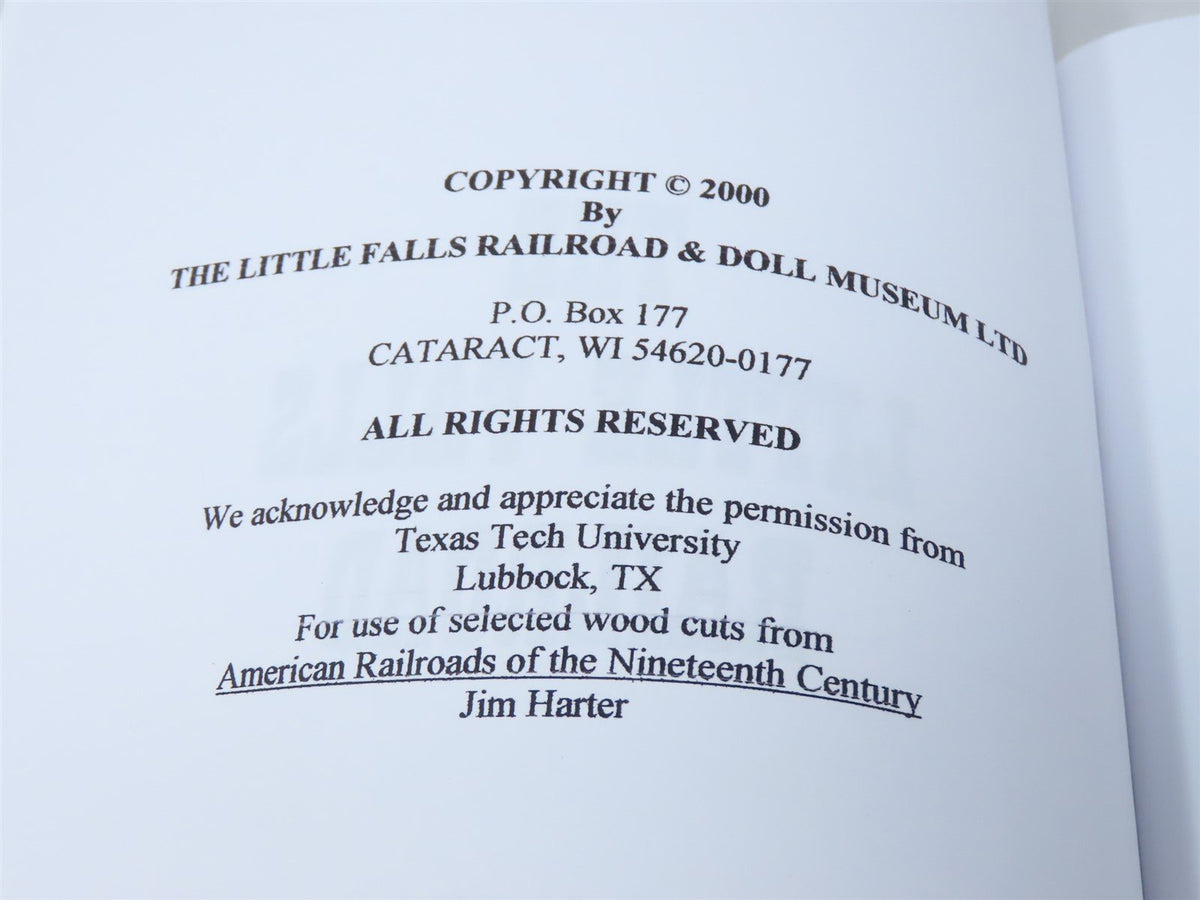 COPYRIGHT © 2000
By
THE LITTLE FALLS RAILROAD & DOLL MUSEUM LTD
P.O. Box 177
CATARACT, WI 54620-0177
ALL RIGHTS RESERVED
We acknowledge and appreciate the permission from
Texas Tech University
Lubbock, TX
For use of selected wood cuts from
American Railroads of the Nineteenth Century
Jim Harter